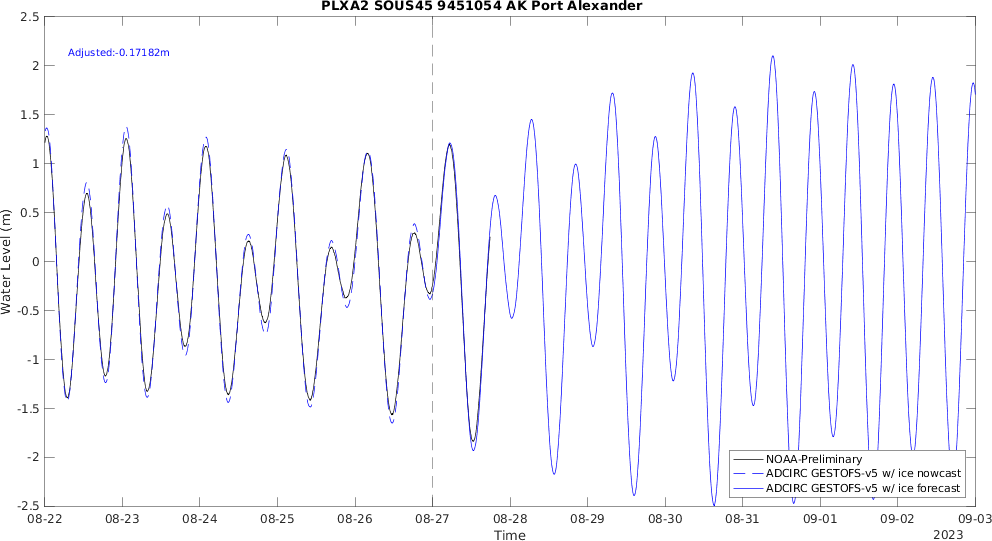 PLXA2 SOUS45 9451054 AK Port Alexander
Adjusted:-0.17182m
2.5
2
1.5
1
0.5
0
-0.5
-1
-1.5
-2
-2.5
Water Level (m)
NOAA-Preliminary
ADCIRC GESTOFS-v5 w/ ice nowcast
ADCIRC GESTOFS-v5 w/ ice forecast
08-22 08-23 08-24 08-25 08-26 08-27 08-28 08-29 08-30 08-31 09-01 09-02 09-03
Time
2023